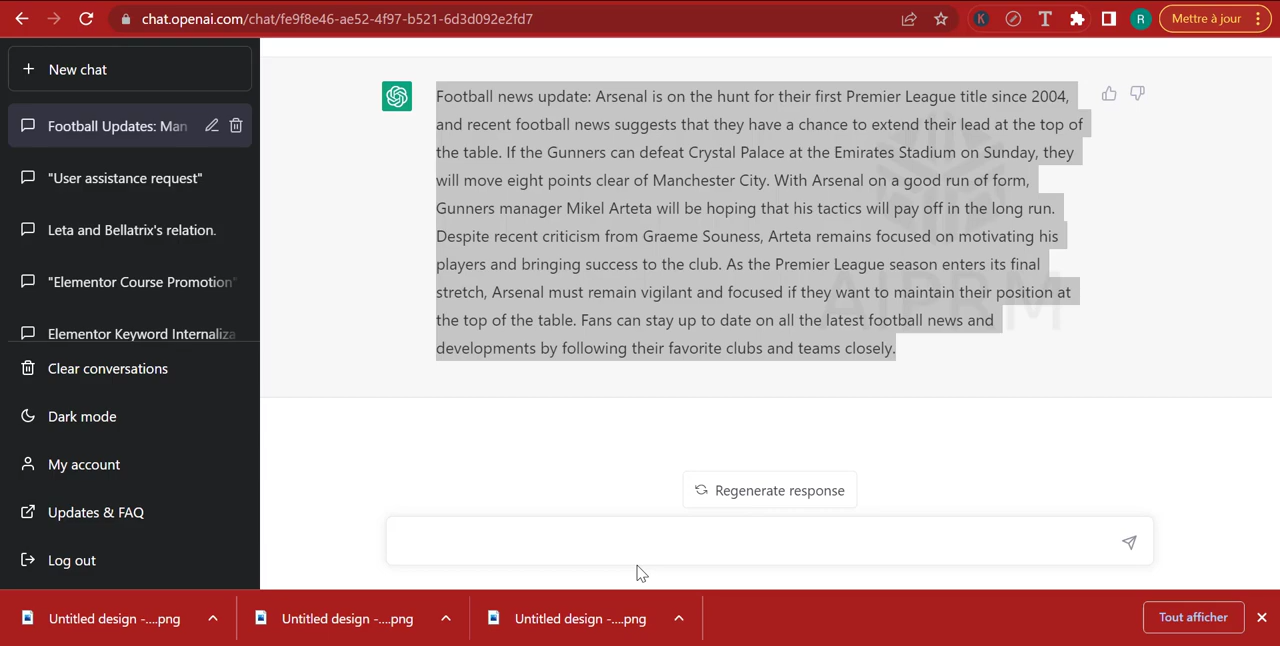 chat.openai.com/chat/fe9f8e46-ae52-4f97-b521-6d3d092e2fd7
K
T
R
Mettre à jour
New chat
Football Updates: Man
"User assistance request"
Leta and Bellatrix's relation.
"Elementor Course Promotion"
Elementor Keyword Internaliza
Clear conversations
Dark mode
My account
Updates & FAQ
Log out
Football news update: Arsenal is on the hunt for their first Premier League title since 2004,
and recent football news suggests that they have a chance to extend their lead at the top of
the table. If the Gunners can defeat Crystal Palace at the Emirates Stadium on Sunday, they
will move eight points clear of Manchester City. With Arsenal on a good run of form,
Gunners manager Mikel Arteta will be hoping that his tactics will pay off in the long run.
Despite recent criticism from Graeme Souness, Arteta remains focused on motivating his
players and bringing success to the club. As the Premier League season enters its final
stretch, Arsenal must remain vigilant and focused if they want to maintain their position at
the top of the table. Fans can stay up to date on all the latest football news and
developments by following their favorite clubs and teams closely.
AIPRM
Regenerate response
Untitled design -....png
Untitled design -....png
Untitled design -....png
Tout afficher